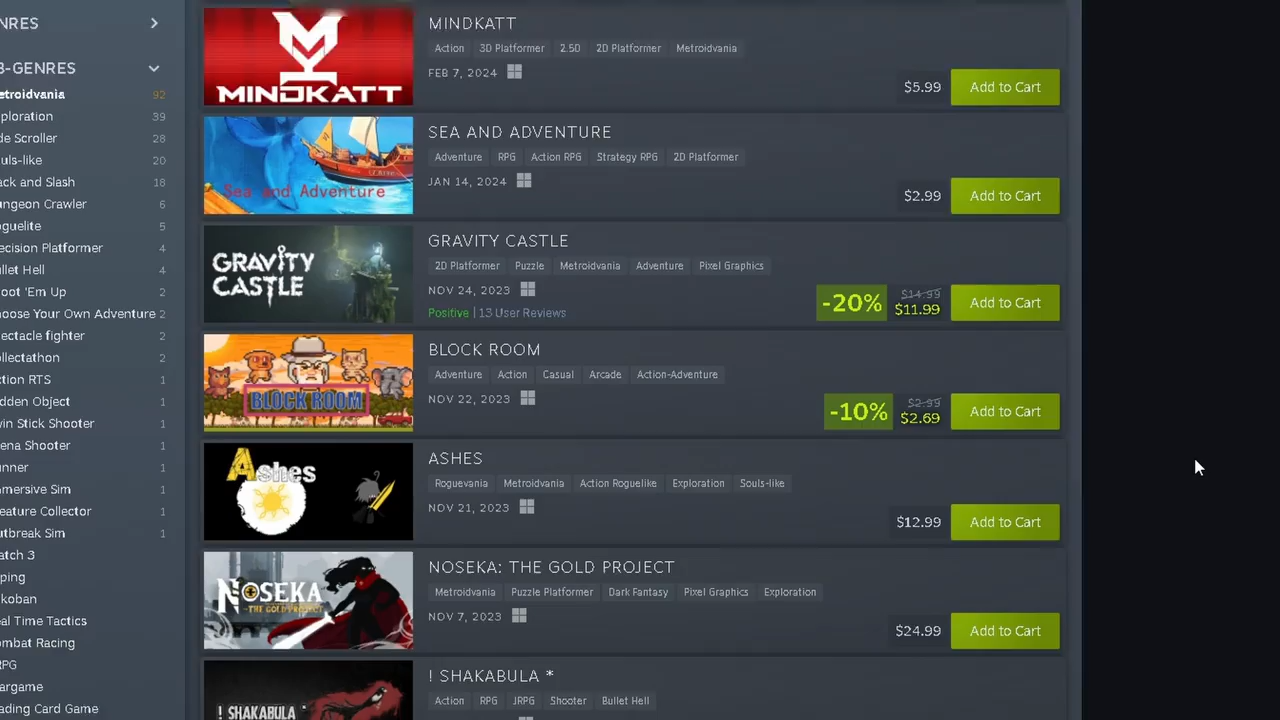 NRES
B-GENRES
etroidvania 92
ploration 39
de Scroller 28
uls-like 20
ack and Slash 18
ungeon Crawler 6
oguelite 5
ecision Platformer 4
llet Hell 4
oot 'Em Up 2
oose Your Own Adventure 2
ectacle fighter 2
ollectathon 2
ction RTS 1
dden Object 1
win Stick Shooter 1
ena Shooter 1
nner 1
mersive Sim 1
eature Collector 1
utbreak Sim 1
atch 3
ping
koban
eal Time Tactics
ombat Racing
RPG
argame
ading Card Game
MINDKATT
MINDKATT
Action 3D Platformer 2.5D 2D Platformer Metroidvania
FEB 7, 2024
$5.99 Add to Cart
Sea and Adventure
SEA AND ADVENTURE
Adventure RPG Action RPG Strategy RPG 2D Platformer
JAN 14, 2024
$2.99 Add to Cart
GRAVITY
CASTLE
GRAVITY CASTLE
2D Platformer Puzzle Metroidvania Adventure Pixel Graphics
NOV 24, 2023
Positive | 13 User Reviews
-20% $14.99 $11.99 Add to Cart
BLOCK ROOM
BLOCK ROOM
Adventure Action Casual Arcade Action-Adventure
NOV 22, 2023
-10% $2.99 $2.69 Add to Cart
Ashes
ASHES
Roguevania Metroidvania Action Roguelike Exploration Souls-like
NOV 21, 2023
$12.99 Add to Cart
NOSEKA
THE GOLD PROJECT
NOSEKA: THE GOLD PROJECT
Metroidvania Puzzle Platformer Dark Fantasy Pixel Graphics Exploration
NOV 7, 2023
$24.99 Add to Cart
! SHAKABULA *
! SHAKABULA *
Action RPG JRPG Shooter Bullet Hell